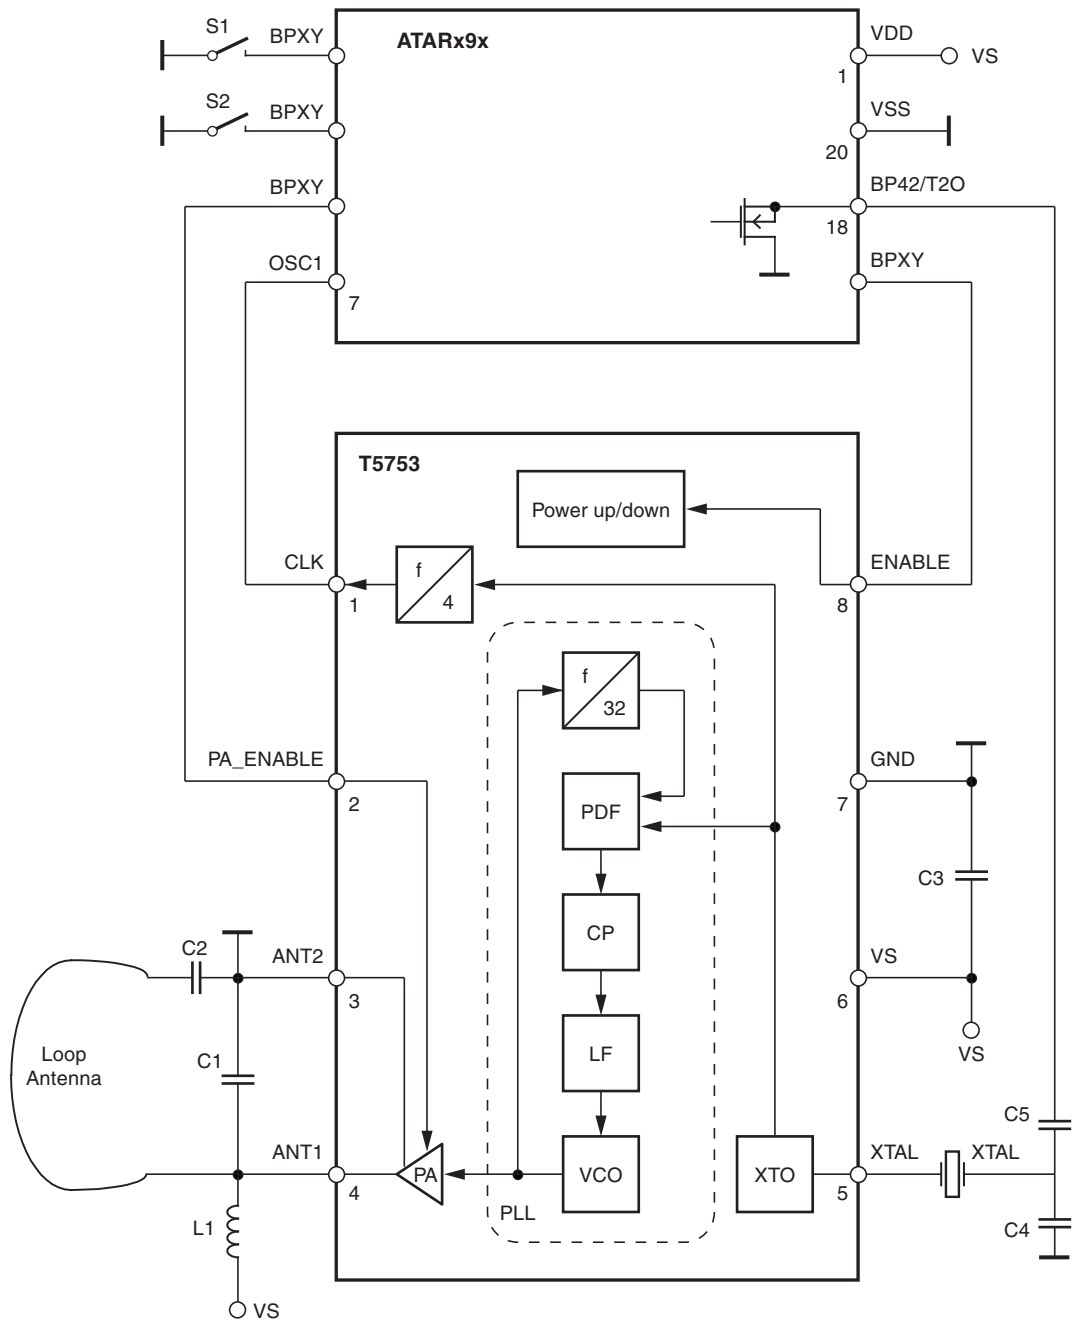 S1
BPXY
ATARx9x
VDD
1
VS
S2
BPXY
VSS
20
BPXY
BP42/T2O
18
OSC1
7
BPXY
T5753
Power up/down
CLK
1
f
4
ENABLE
8
f
32
PA_ENABLE
2
GND
7
PDF
C3
CP
C2
ANT2
3
VS
6
Loop
Antenna
C1
LF
VS
C5
ANT1
4
PA
VCO
XTO
XTAL
5
XTAL
L1
PLL
C4
VS